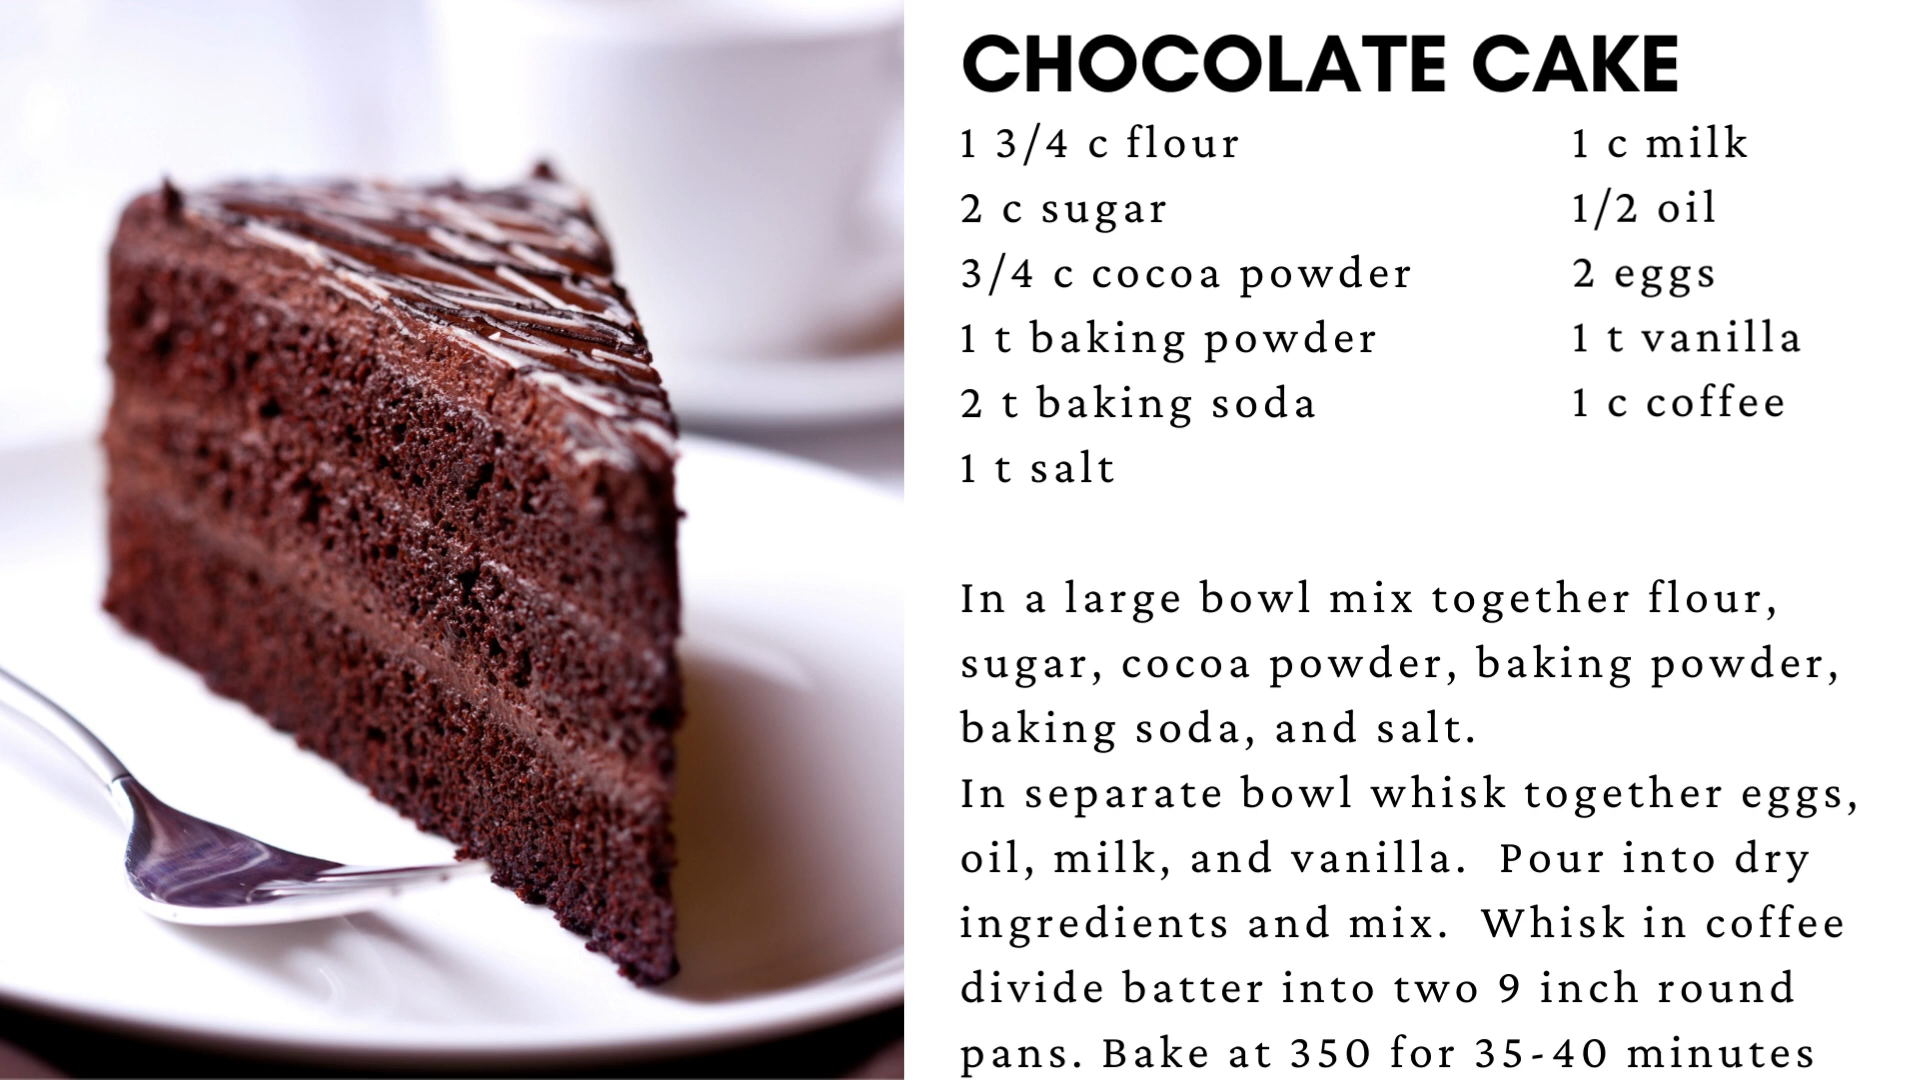 CHOCOLATE CAKE
1 3/4 c flour
2 c sugar
3/4 c cocoa powder
1 t baking powder
2 t baking soda
1 t salt
1 c milk
1/2 oil
2 eggs
1 t vanilla
1 c coffee
In a large bowl mix together flour,
sugar, cocoa powder, baking powder,
baking soda, and salt.
In separate bowl whisk together eggs,
oil, milk, and vanilla.  Pour into dry
ingredients and mix.  Whisk in coffee
divide batter into two 9 inch round
pans. Bake at 350 for 35-40 minutes